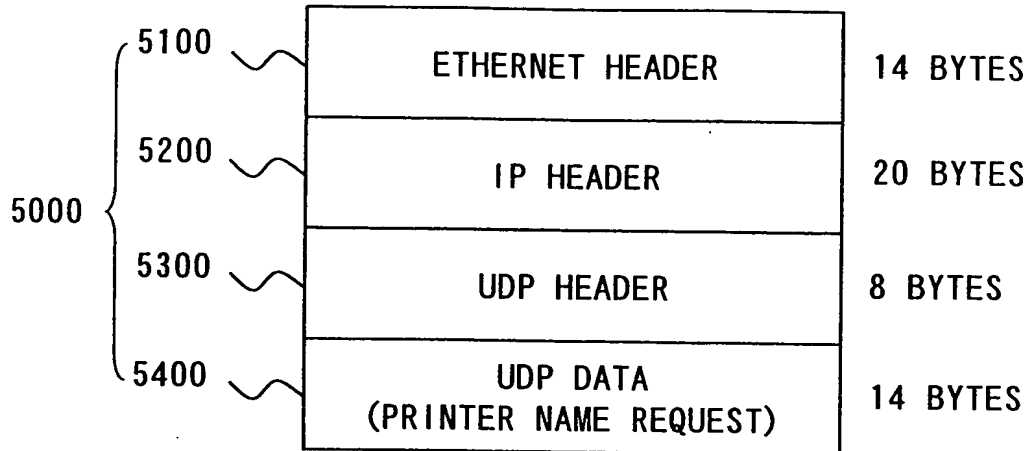 5100 ETHERNET HEADER 14 BYTES
5200 IP HEADER 20 BYTES
5000
5300 UDP HEADER 8 BYTES
5400 UDP DATA
(PRINTER NAME REQUEST) 14 BYTES